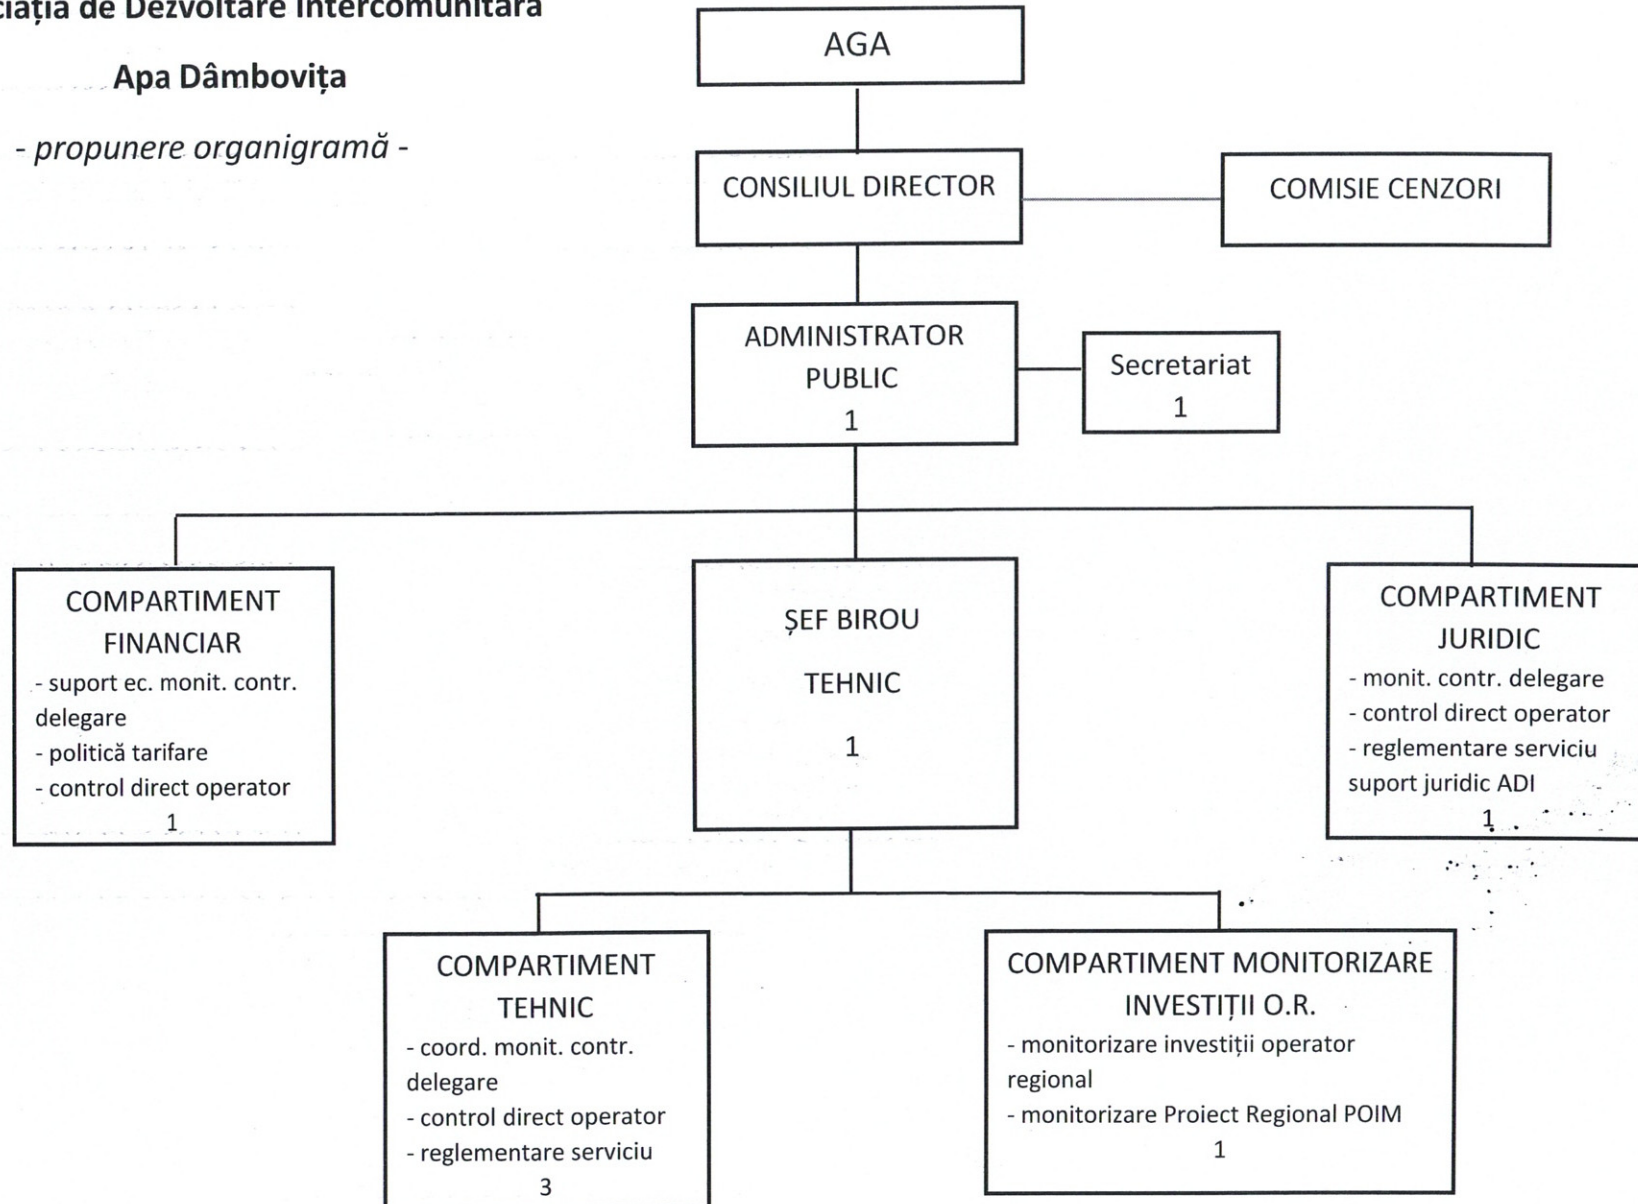 ciația de Dezvoltare Intercomunitara
Apa Dâmbovița
- propunere organigramă -
AGA
CONSILIUL DIRECTOR
COMISIE CENZORI
ADMINISTRATOR
PUBLIC
1
Secretariat
1
COMPARTIMENT
FINANCIAR
- suport ec. monit. contr.
delegare
- politică tarifare
- control direct operator
1
ȘEF BIROU
TEHNIC
1
COMPARTIMENT
JURIDIC
- monit. contr. delegare
- control direct operator
- reglementare serviciu
suport juridic ADI
1
COMPARTIMENT
TEHNIC
- coord. monit. contr.
delegare
- control direct operator
- reglementare serviciu
3
COMPARTIMENT MONITORIZARE
INVESTIȚII O.R.
- monitorizare investiții operator
regional
- monitorizare Proiect Regional POIM
1